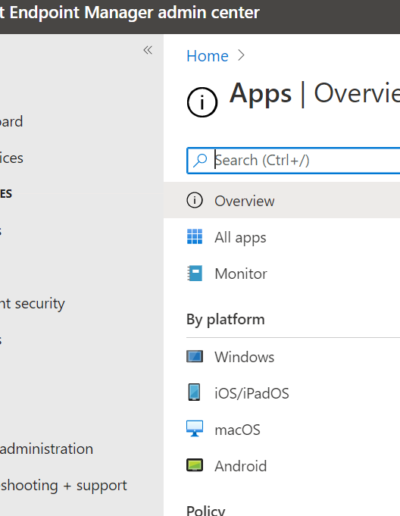 t Endpoint Manager admin center
«
Home >
Apps | Overvie
ard
Search (Ctrl+/)
ices
ES
Overview
s
All apps
Monitor
nt security
By platform
s
Windows
iOS/iPadOS
macOS
administration
Android
shooting + support
Policy